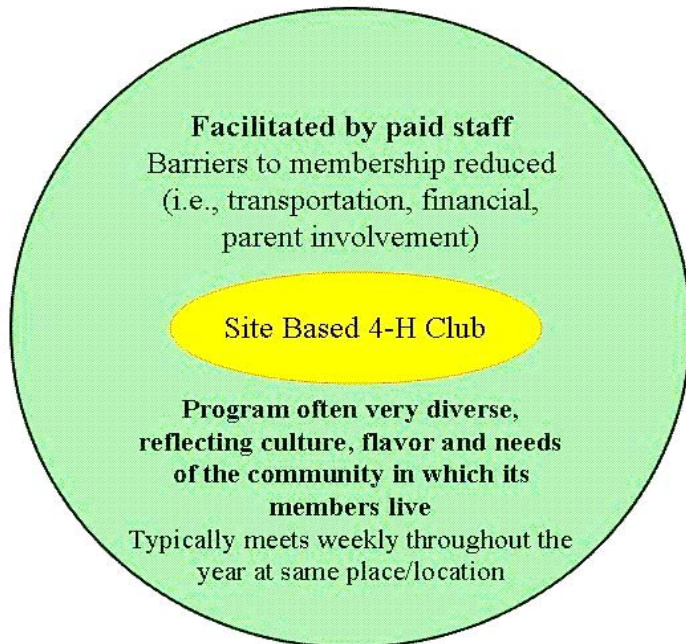 Facilitated by paid staff
Barriers to membership reduced
(i.e., transportation, financial,
parent involvement)
Site Based 4-H Club
Program often very diverse,
reflecting culture, flavor and needs
of the community in which its
members live
Typically meets weekly throughout the
year at same place/location